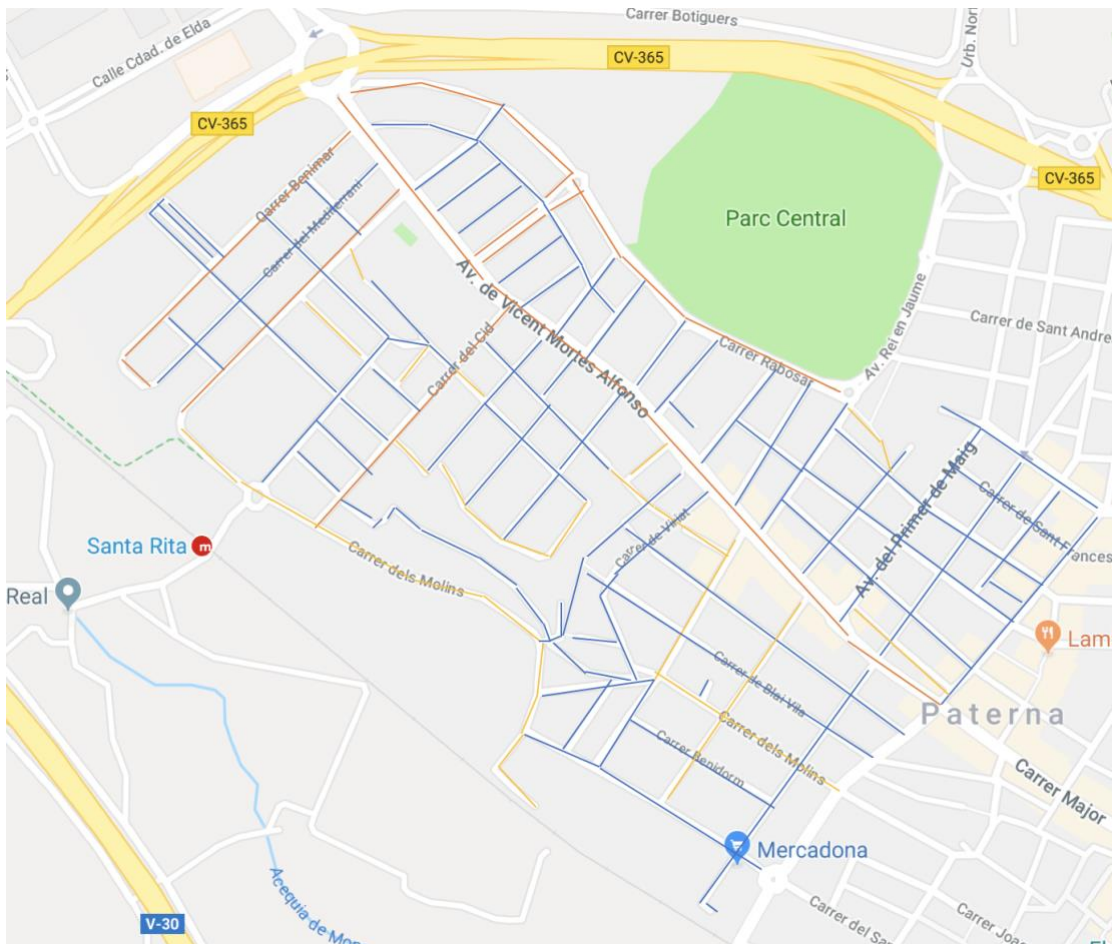 Carrer Botiguers
Urb. Nor
Calle Cdad. de Elda
CV-365
CV-365
CV-365
Carrer Benimar
Carrer del Mediterrani
Parc Central
Av. de Vicent Mortes Alfonso
Av. Rei en Jaume
Carrer de Sant Andre
Carrer del Cid
Carrer Rabosar
Av. del Primer de Maig
Carrer de Sant Frances
Santa Rita
m
Carrer dels Molins
Real
Lam
Carrer de Blai Vila
Paterna
Carrer dels Molins
Carrer Benidorm
Carrer Major
Mercadona
V-30
Acequia de Mon
Carrer del San
Carrer Joa